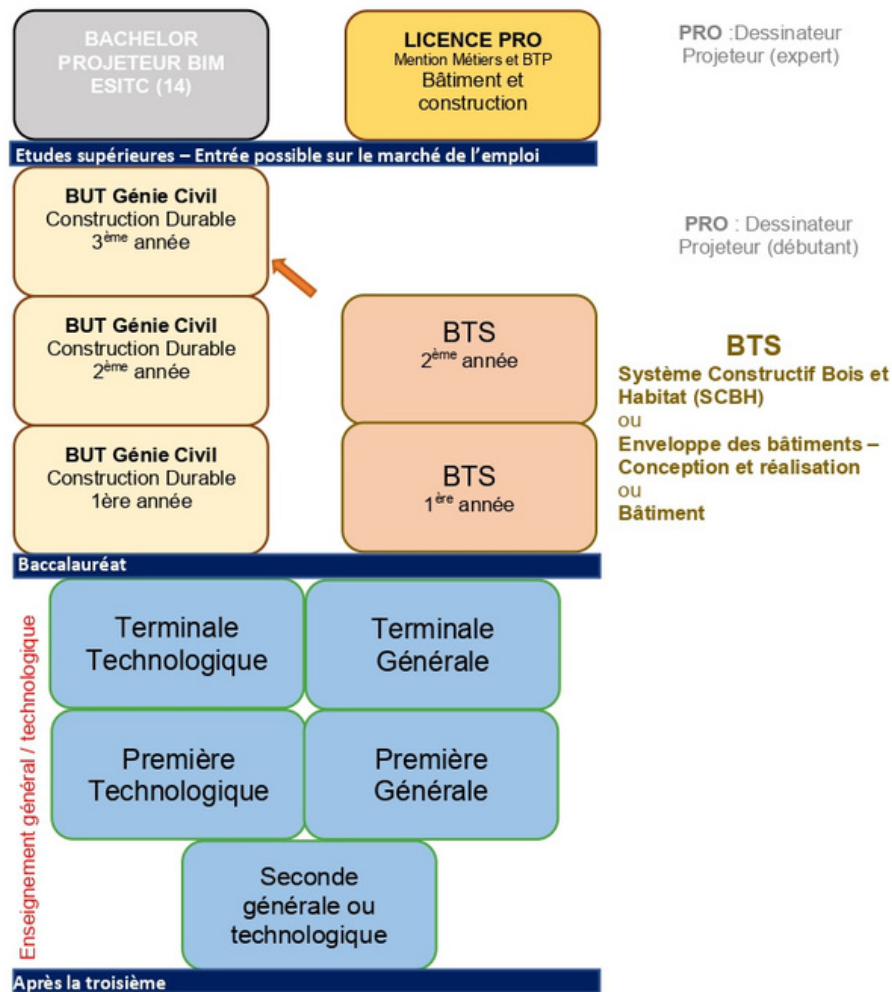 BACHELOR
PROJETEUR BIM
ESITC (14)
LICENCE PRO
Mention Métiers et BTP
Bâtiment et
construction
PRO :Dessinateur
Projeteur (expert)
Etudes supérieures – Entrée possible sur le marché de l'emploi
BUT Génie Civil
Construction Durable
3ème année
PRO : Dessinateur
Projeteur (débutant)
BUT Génie Civil
Construction Durable
2ème année
BTS
2ème année
BTS
Système Constructif Bois et
Habitat (SCBH)
ou
Enveloppe des bâtiments –
Conception et réalisation
ou
Bâtiment
BUT Génie Civil
Construction Durable
1ère année
BTS
1ère année
Baccalauréat
Enseignement général / technologique
Terminale
Technologique
Terminale
Générale
Première
Technologique
Première
Générale
Seconde
générale ou
technologique
Après la troisième